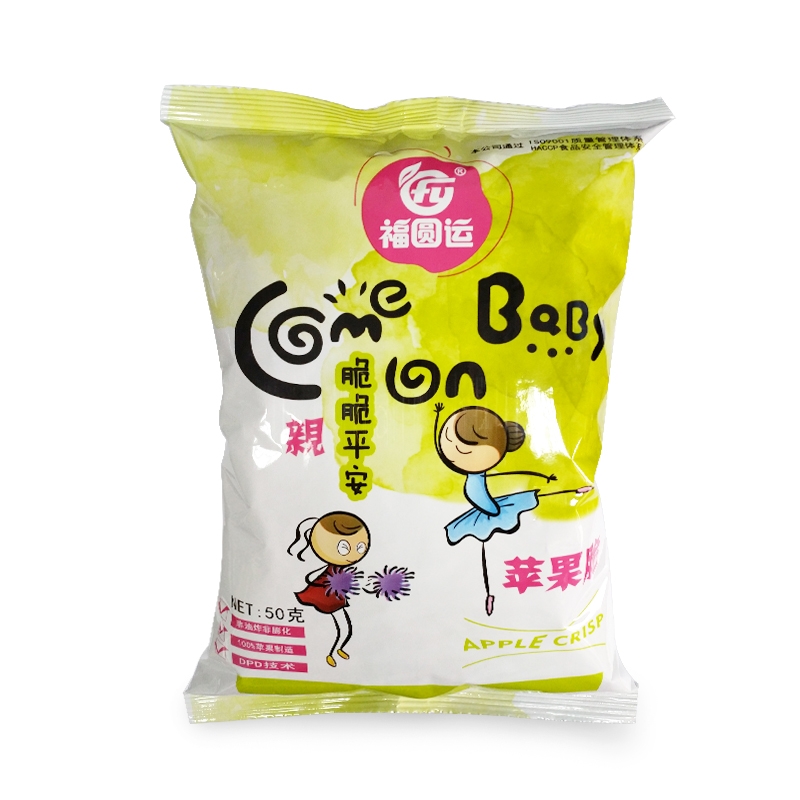 本公司通过 ISO9001质量管理体系
HACCP食品安全管理体
fy®
福圆运
Come on Baby
親
脆脆平安
苹果脆
APPLE CRISP
NET:50克
非油炸非膨化
100%苹果制造
DPD技术